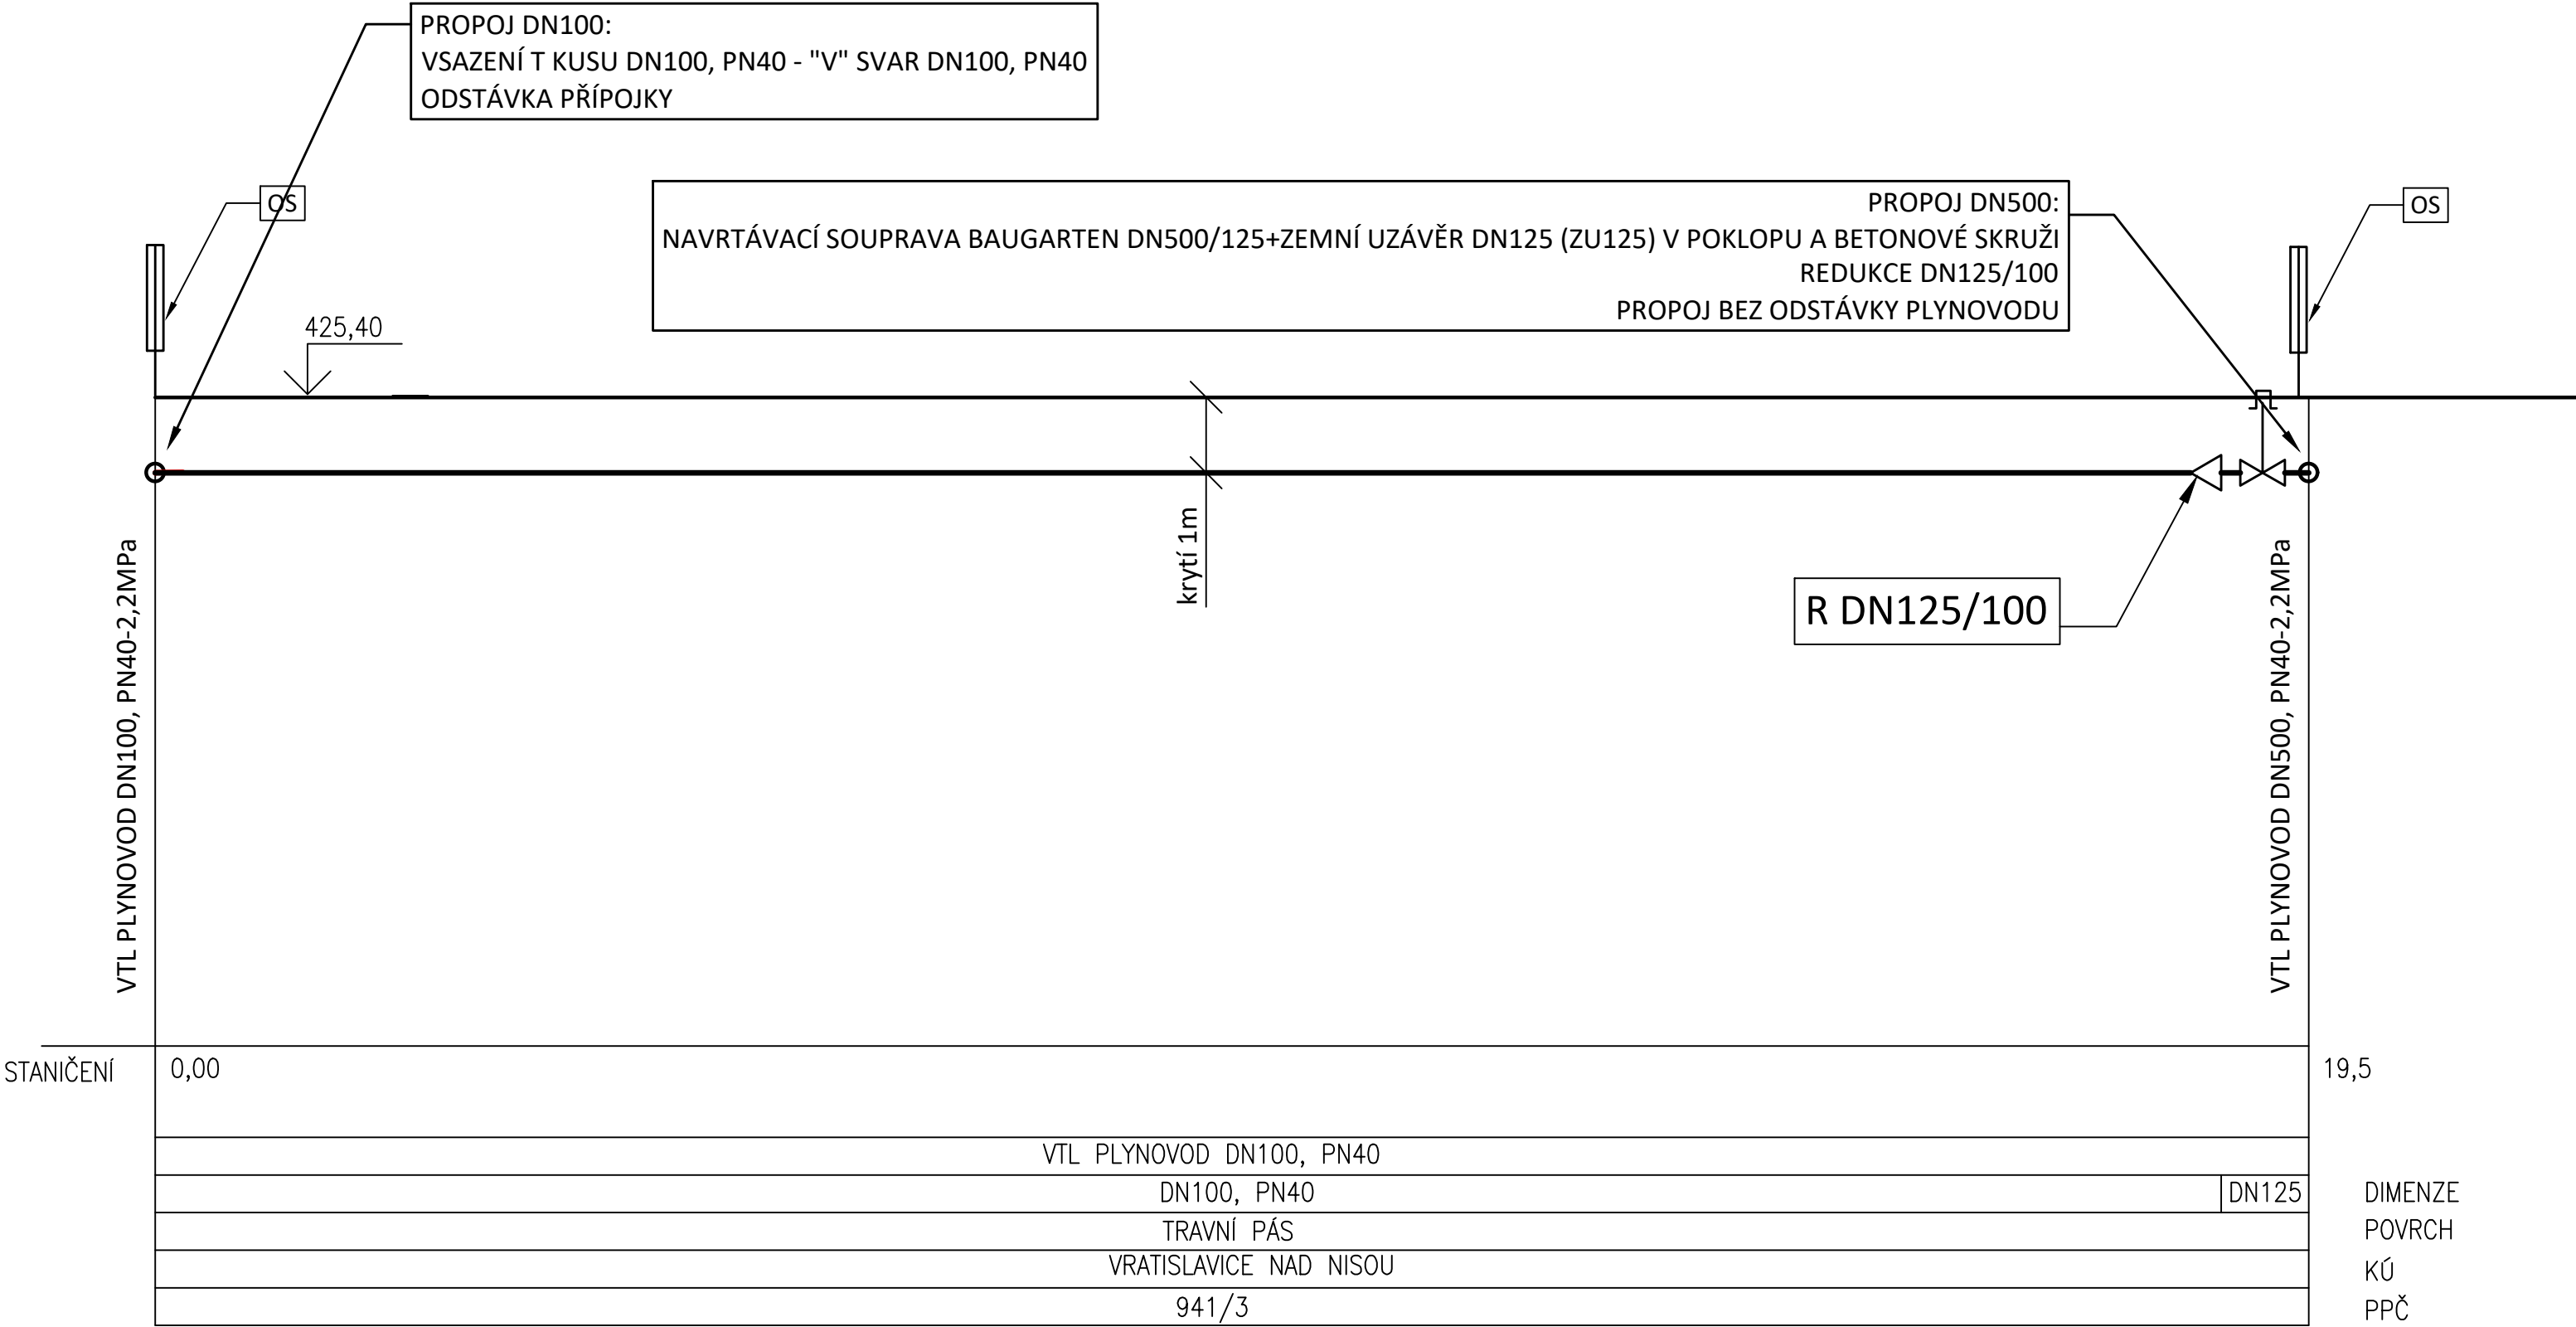 PROPOJ DN100:
VSAZENÍ T KUSU DN100, PN40 - "V" SVAR DN100, PN40
ODSTÁVKA PŘÍPOJKY
OS
PROPOJ DN500:
NAVRTÁVACÍ SOUPRAVA BAUGARTEN DN500/125+ZEMNÍ UZÁVĚR DN125 (ZU125) V POKLOPU A BETONOVÉ SKRUŽI
REDUKCE DN125/100
PROPOJ BEZ ODSTÁVKY PLYNOVODU
OS
425,40
krytí 1m
R DN125/100
VTL PLYNOVOD DN100, PN40-2,2MPa
VTL PLYNOVOD DN500, PN40-2,2MPa
STANIČENÍ 0,00 19,5
VTL PLYNOVOD DN100, PN40
DN100, PN40 DN125 DIMENZE
TRAVNÍ PÁS POVRCH
VRATISLAVICE NAD NISOU KÚ
941/3 PPČ